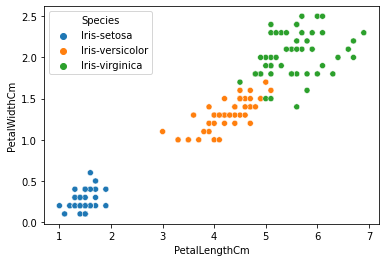 2.5
2.0
1.5
1.0
0.5
0.0
PetalWidthCm
Species
Iris-setosa
Iris-versicolor
Iris-virginica
1 2 3 4 5 6 7
PetalLengthCm